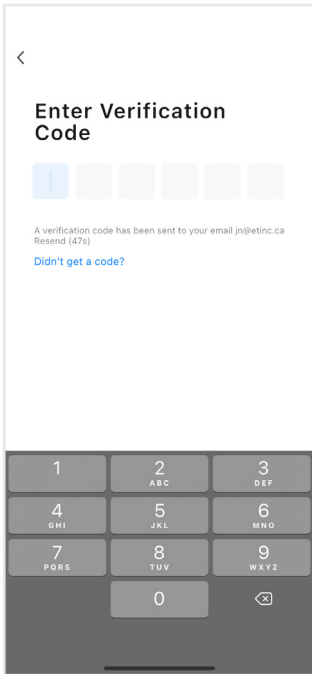 Enter Verification
Code
A verification code has been sent to your email jn@etinc.ca
Resend (47s)
Didn't get a code?
1 2 3
ABC DEF
4 5 6
GHI JKL MNO
7 8 9
PQRS TUV WXYZ
0